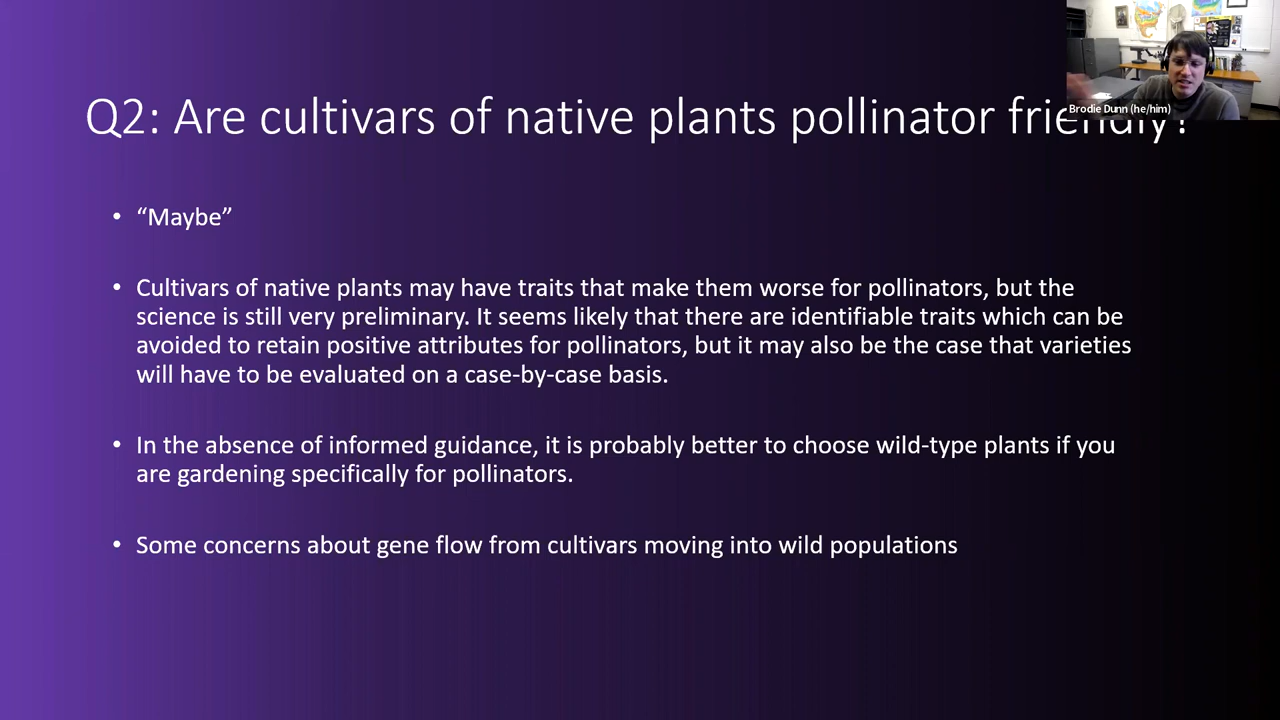 Q2: Are cultivars of native plants pollinator friendly?
Brodie Dunn (he/him)
• “Maybe”
• Cultivars of native plants may have traits that make them worse for pollinators, but the
science is still very preliminary. It seems likely that there are identifiable traits which can be
avoided to retain positive attributes for pollinators, but it may also be the case that varieties
will have to be evaluated on a case-by-case basis.
• In the absence of informed guidance, it is probably better to choose wild-type plants if you
are gardening specifically for pollinators.
• Some concerns about gene flow from cultivars moving into wild populations